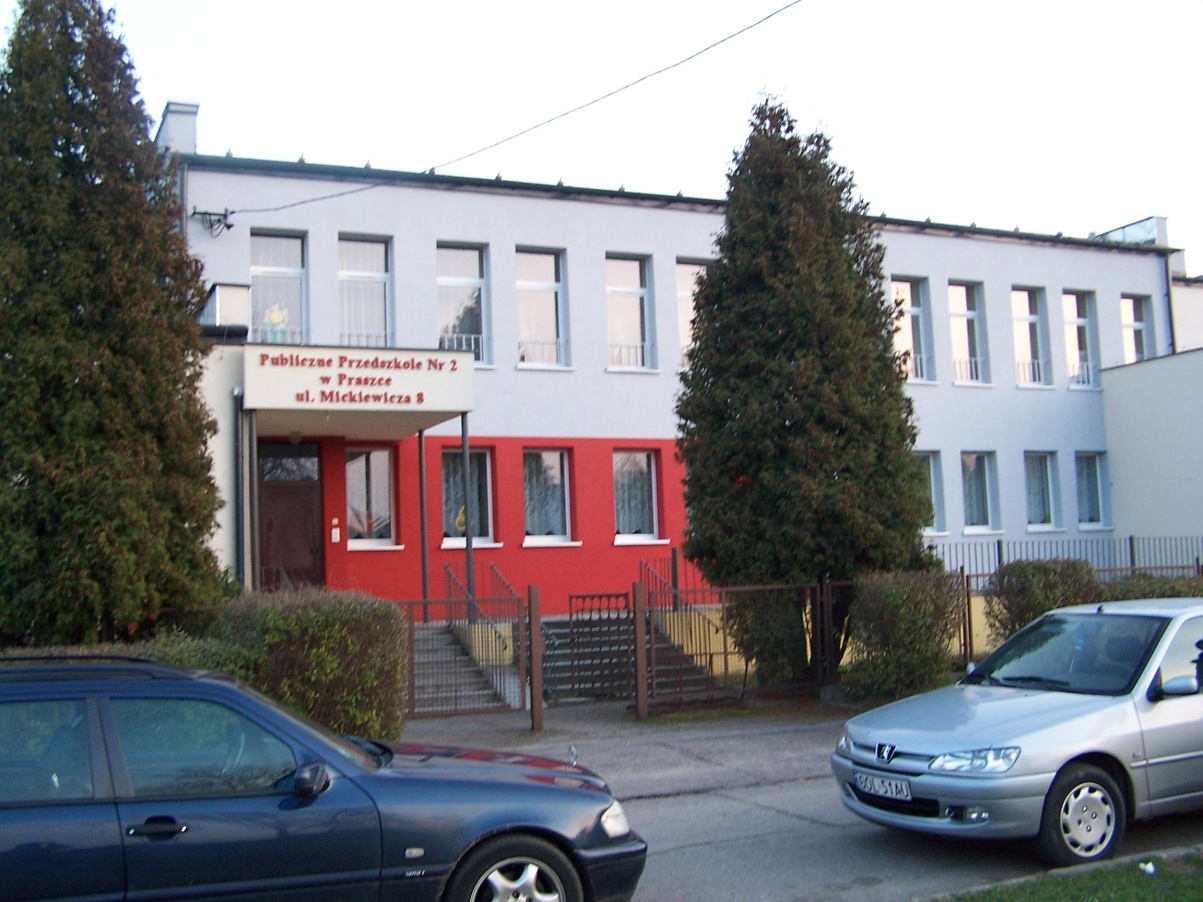 Publiczne Przedszkole Nr 2
w Praszce
ul. Mickiewicza 8